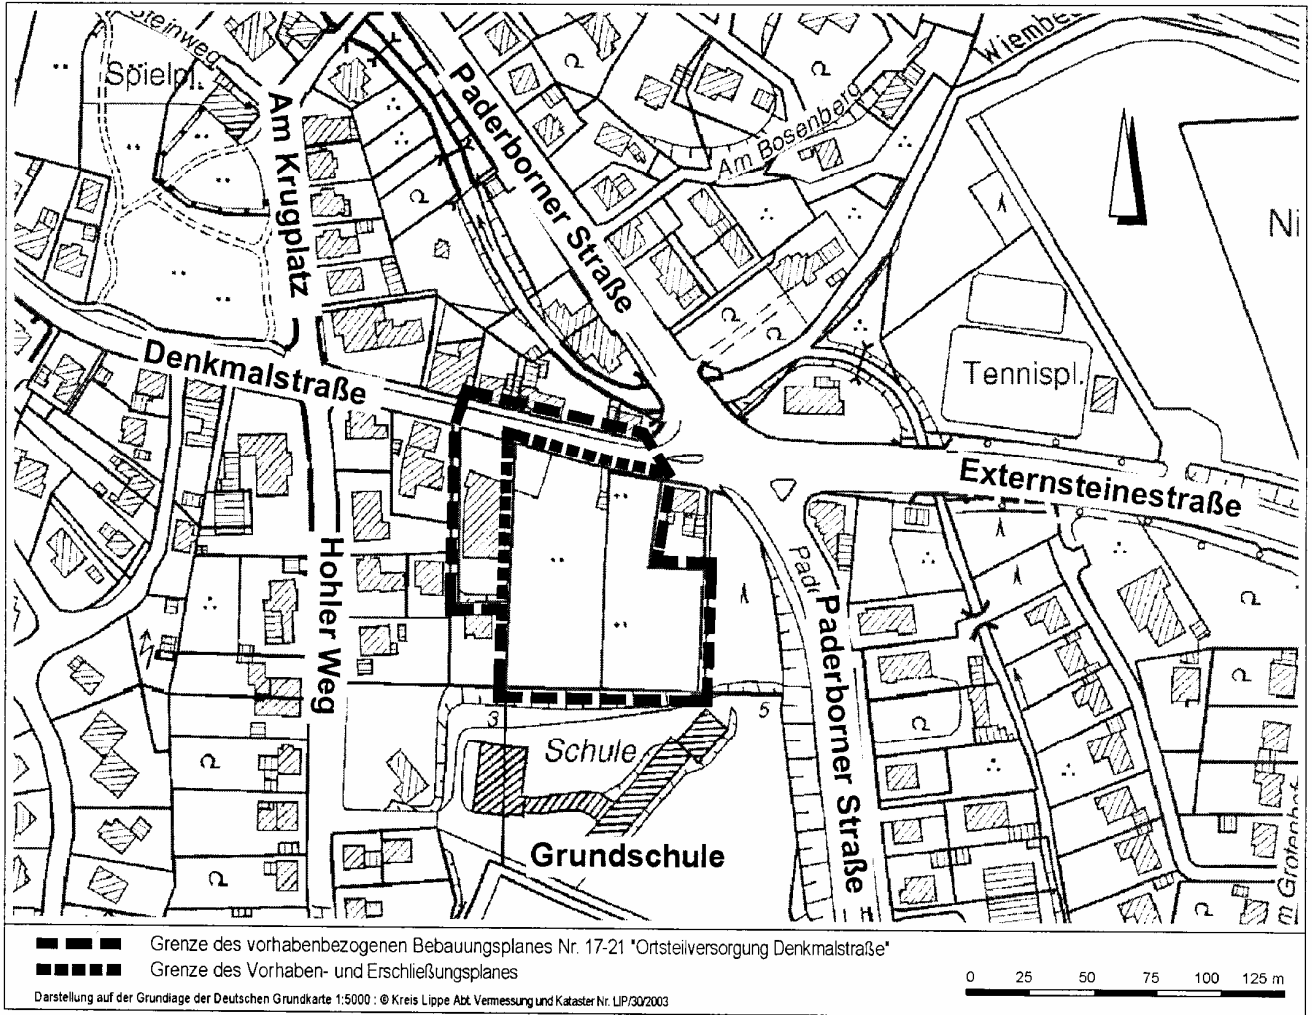 Steinweg
Spielpl.
Am Krugplatz
Paderborner Straße
Am Bosenberg
Ni
Tennispl.
Denkmalstraße
Externsteinestraße
Hohler Weg
Paderborner Straße
3
5
Schule
Grundschule
m Grotenhof
Grenze des vorhabenbezogenen Bebauungsplanes Nr. 17-21 "Ortsteilversorgung Denkmalstraße"
Grenze des Vorhaben- und Erschließungsplanes
Darstellung auf der Grundlage der Deutschen Grundkarte 1:5000 : © Kreis Lippe Abt. Vermessung und Kataster Nr. LIP/30/2003
0 25 50 75 100 125 m